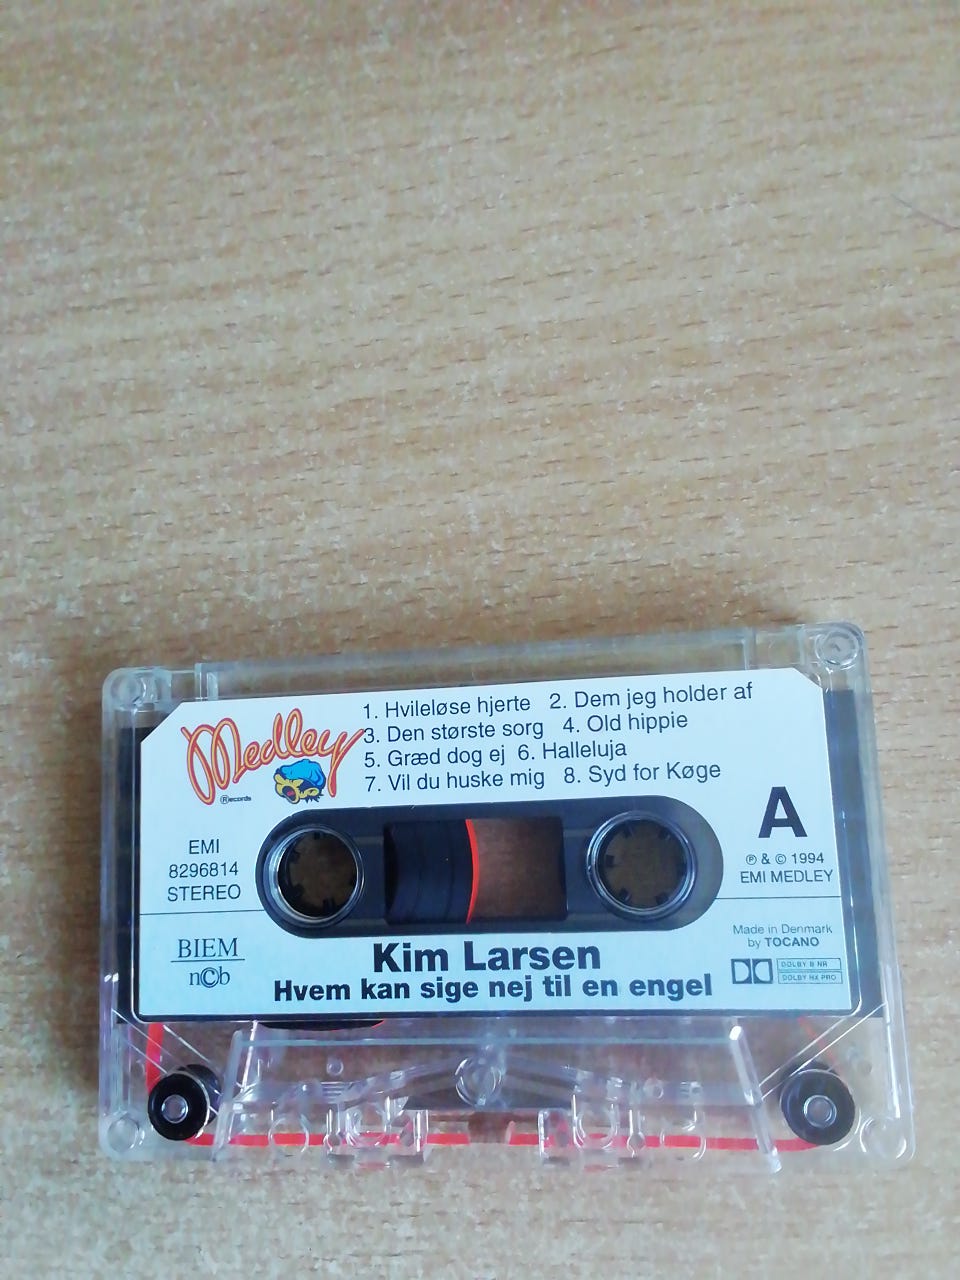 Medley
®ecords
1. Hvileløse hjerte 2. Dem jeg holder af
3. Den største sorg 4. Old hippie
5. Græd dog ej 6. Halleluja
7. Vil du huske mig 8. Syd for Køge
A
EMI
8296814
STEREO
℗ & © 1994
EMI MEDLEY
BIEM
n©b
Made in Denmark
by TOCANO
DOLBY B NR
DOLBY HX PRO
Kim Larsen
Hvem kan sige nej til en engel